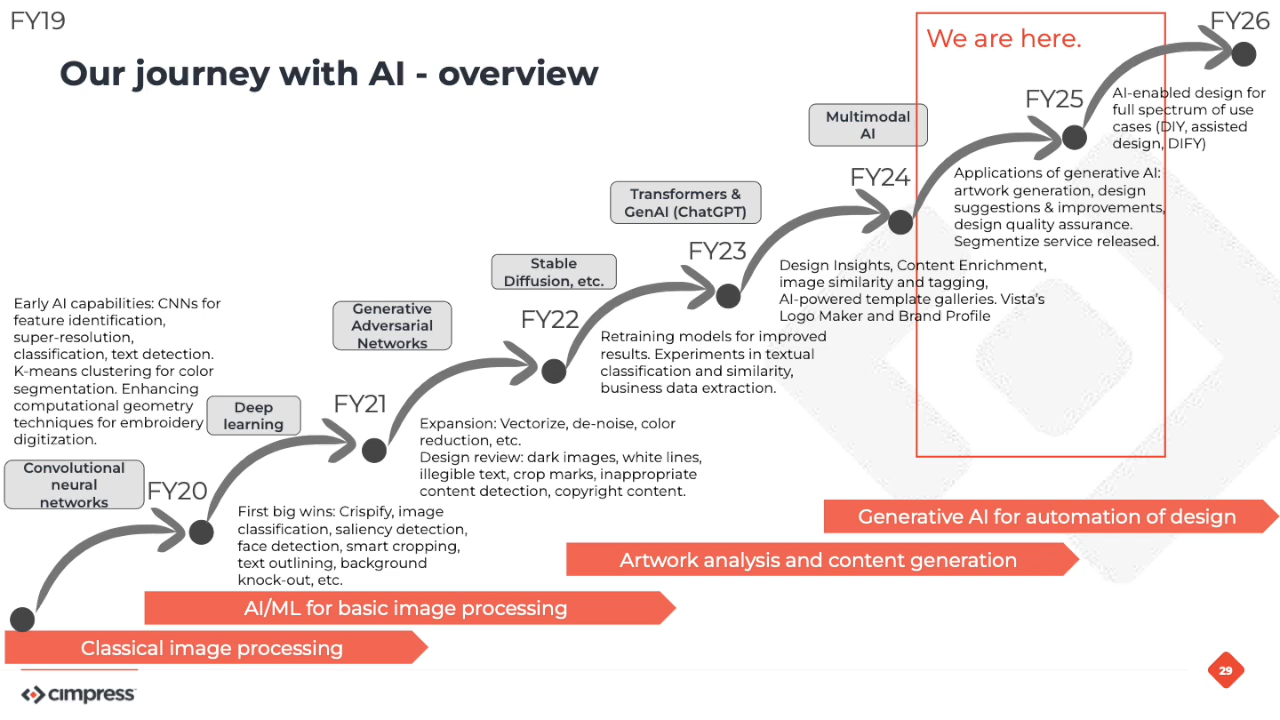 FY19
Our journey with AI - overview
Early AI capabilities: CNNs for
feature identification,
super-resolution,
classification, text detection.
K-means clustering for color
segmentation. Enhancing
computational geometry
techniques for embroidery
digitization.
Convolutional
neural
networks
FY20
First big wins: Crispify, image
classification, saliency detection,
face detection, smart cropping,
text outlining, background
knock-out, etc.
Deep
learning
FY21
Expansion: Vectorize, de-noise, color
reduction, etc.
Design review: dark images, white lines,
illegible text, crop marks, inappropriate
content detection, copyright content.
Generative
Adversarial
Networks
FY22
Retraining models for improved
results. Experiments in textual
classification and similarity,
business data extraction.
Stable
Diffusion, etc.
FY23
Design Insights, Content Enrichment,
image similarity and tagging,
AI-powered template galleries. Vista's
Logo Maker and Brand Profile
Transformers &
GenAI (ChatGPT)
FY24
Applications of generative AI:
artwork generation, design
suggestions & improvements,
design quality assurance.
Segmentize service released.
Multimodal
AI
We are here.
FY25
AI-enabled design for
full spectrum of use
cases (DIY, assisted
design, DIFY)
FY26
Generative AI for automation of design
Artwork analysis and content generation
AI/ML for basic image processing
Classical image processing
cimpress
29